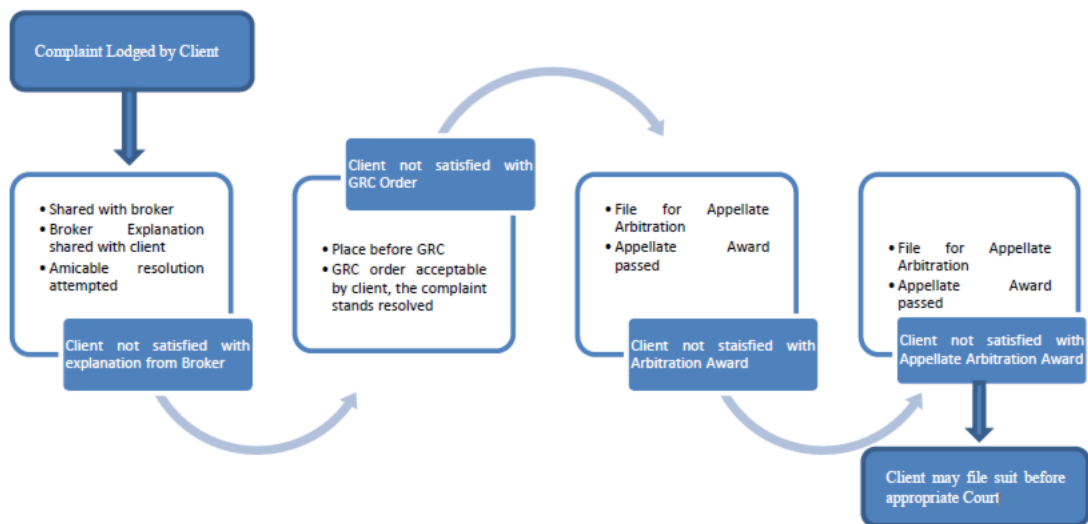 Complaint Lodged by Client
• Shared with broker
• Broker Explanation
shared with client
• Amicable resolution
attempted
Client not satisfied with
explanation from Broker
Client not satisfied with
GRC Order
• Place before GRC
• GRC order acceptable
by client, the complaint
stands resolved
• File for Appellate
Arbitration
• Appellate Award
passed
Client not staisfied with
Arbitration Award
• File for Appellate
Arbitration
• Appellate Award
passed
Client not satisfied with
Appellate Arbitration Award
Client may file suit before
appropriate Court